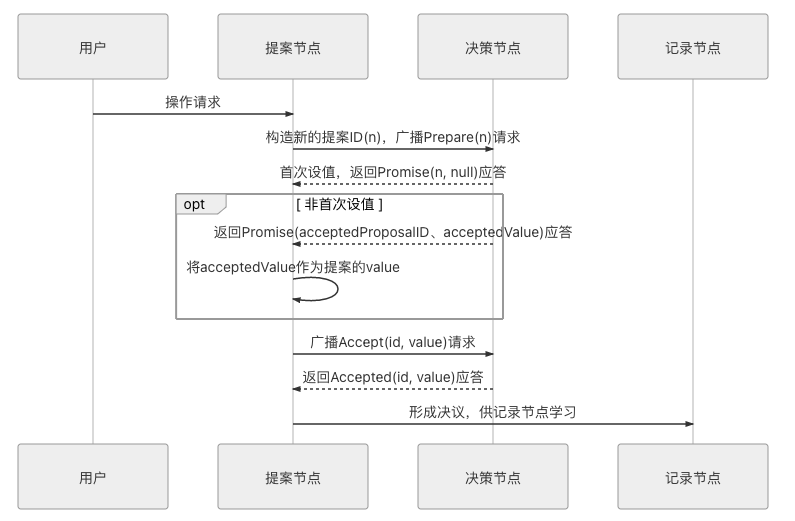 用户
提案节点
决策节点
记录节点
操作请求
构造新的提案ID(n)，广播Prepare(n)请求
首次设值，返回Promise(n, null)应答
opt
[ 非首次设值 ]
返回Promise(acceptedProposalID、acceptedValue)应答
将acceptedValue作为提案的value
广播Accept(id, value)请求
返回Accepted(id, value)应答
形成决议，供记录节点学习
用户
提案节点
决策节点
记录节点